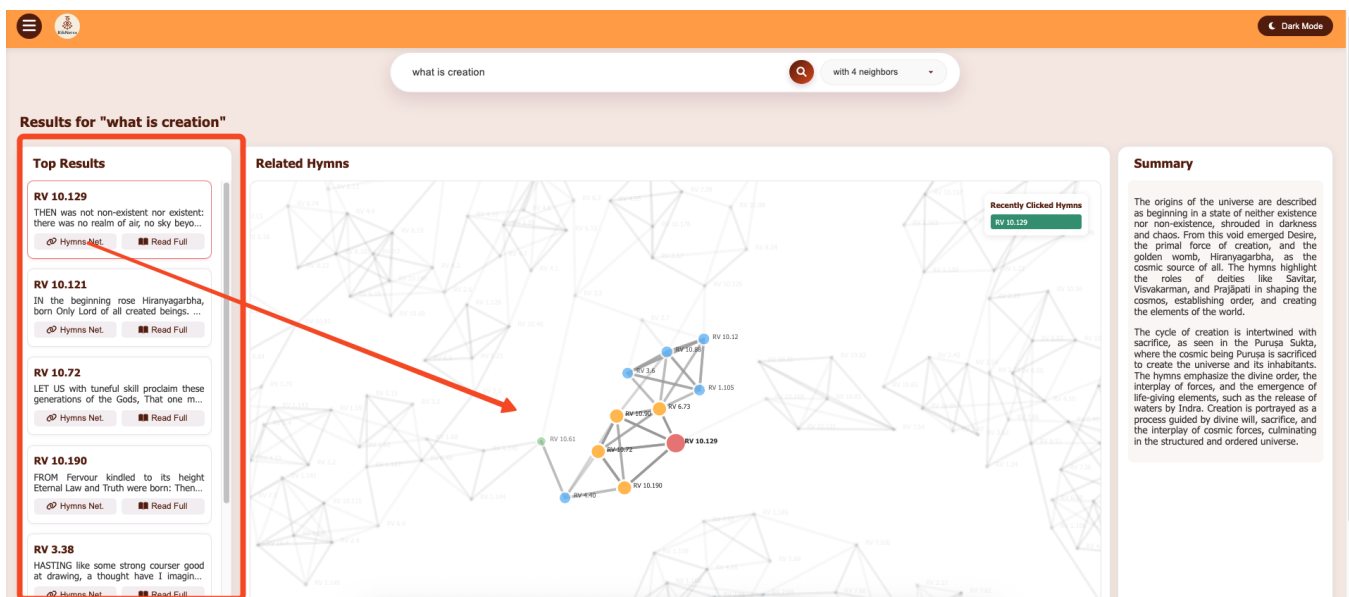 Dark Mode
what is creation
with 4 neighbors
Results for "what is creation"
Top Results
RV 10.129
THEN was not non-existent nor existent:
there was no realm of air, no sky beyo...
Hymns Net. Read Full
RV 10.121
IN the beginning rose Hiranyagarbha,
born Only Lord of all created beings. ...
Hymns Net. Read Full
RV 10.72
LET US with tuneful skill proclaim these
generations of the Gods, That one m...
Hymns Net. Read Full
RV 10.190
FROM Fervour kindled to its height
Eternal Law and Truth were born: Then...
Hymns Net. Read Full
RV 3.38
HASTING like some strong courser good
at drawing, a thought have I imagin...
Hymns Net. Read Full
Related Hymns
Recently Clicked Hymns
RV 10.129
RV 10.12
RV 10.88
RV 3.6
RV 1.105
RV 6.73
RV 10.90
RV 10.61
RV 10.129
RV 10.72
RV 10.190
RV 4.40
Summary
The origins of the universe are described
as beginning in a state of neither existence
nor non-existence, shrouded in darkness
and chaos. From this void emerged Desire,
the primal force of creation, and the
golden womb, Hiranyagarbha, as the
cosmic source of all. The hymns highlight
the roles of deities like Savitar,
Visvakarman, and Prajāpati in shaping the
cosmos, establishing order, and creating
the elements of the world.
The cycle of creation is intertwined with
sacrifice, as seen in the Puruṣa Sukta,
where the cosmic being Puruṣa is sacrificed
to create the universe and its inhabitants.
The hymns emphasize the divine order, the
interplay of forces, and the emergence of
life-giving elements, such as the release of
waters by Indra. Creation is portrayed as a
process guided by divine will, sacrifice, and
the interplay of cosmic forces, culminating
in the structured and ordered universe.